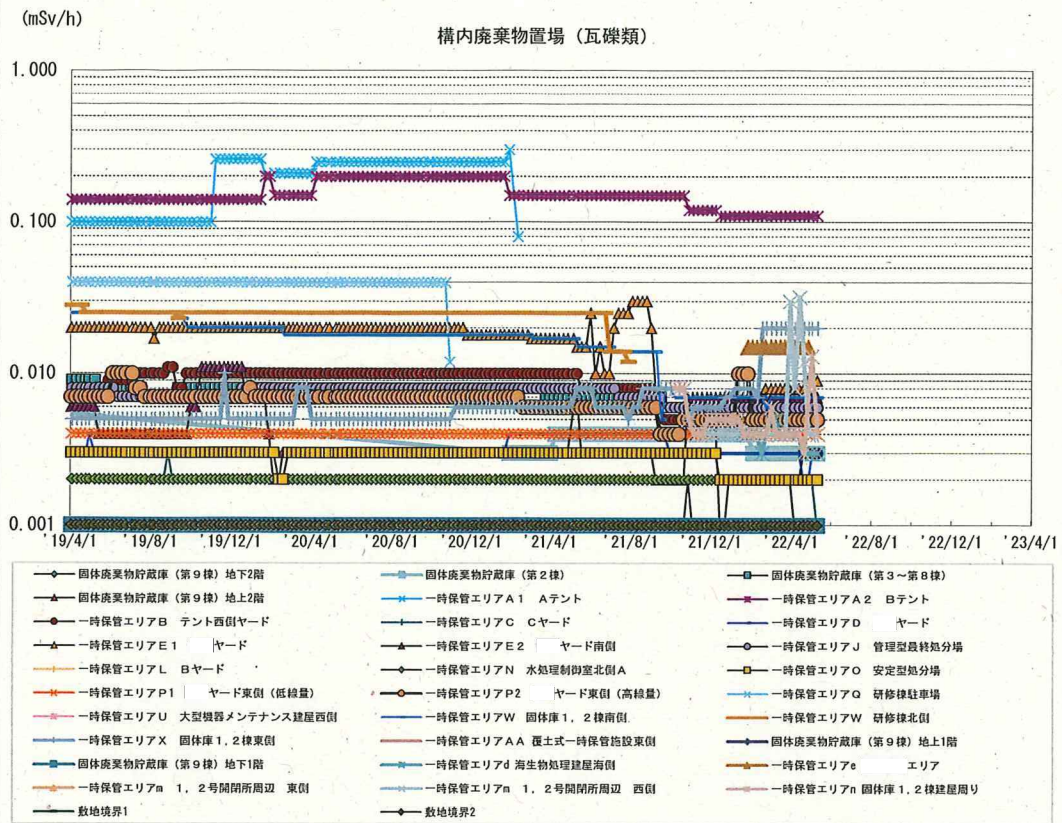 (mSv/h)
構内廃棄物置場（瓦礫類）
1.000
0.100
0.010
0.001
'19/4/1 '19/8/1 '19/12/1 '20/4/1 '20/8/1 '20/12/1 '21/4/1 '21/8/1 '21/12/1 '22/4/1 '22/8/1 '22/12/1 '23/4/1
固体廃棄物貯蔵庫（第９棟）地下2階 固体廃棄物貯蔵庫（第２棟） 固体廃棄物貯蔵庫（第３〜第８棟）
固体廃棄物貯蔵庫（第９棟）地上2階 一時保管エリアＡ１　Ａテント 一時保管エリアＡ２　Ｂテント
一時保管エリアＢ　テント西側ヤード 一時保管エリアＣ　Ｃヤード 一時保管エリアＤ　ヤード
一時保管エリアＥ１　ヤード 一時保管エリアＥ２　ヤード南側 一時保管エリアＪ　管理型最終処分場
一時保管エリアＬ　Ｂヤード 一時保管エリアＮ　水処理制御室北側Ａ 一時保管エリアＯ　安定型処分場
一時保管エリアＰ１　ヤード東側（低線量） 一時保管エリアＰ２　ヤード東側（高線量） 一時保管エリアＱ　研修棟駐車場
一時保管エリアＵ　大型機器メンテナンス建屋西側 一時保管エリアＷ　固体庫１,２棟南側 一時保管エリアＷ　研修棟北側
一時保管エリアＸ　固体庫１,２棟東側 一時保管エリアＡＡ 覆土式一時保管施設東側 固体廃棄物貯蔵庫（第９棟）地上1階
固体廃棄物貯蔵庫（第９棟）地下1階 一時保管エリアｄ 海生物処理建屋海側 一時保管エリアｅ　エリア
一時保管エリアｍ　１，２号開閉所周辺　東側 一時保管エリアｍ　１，２号開閉所周辺　西側 一時保管エリアｎ 固体庫１,２棟建屋周り
敷地境界1 敷地境界2